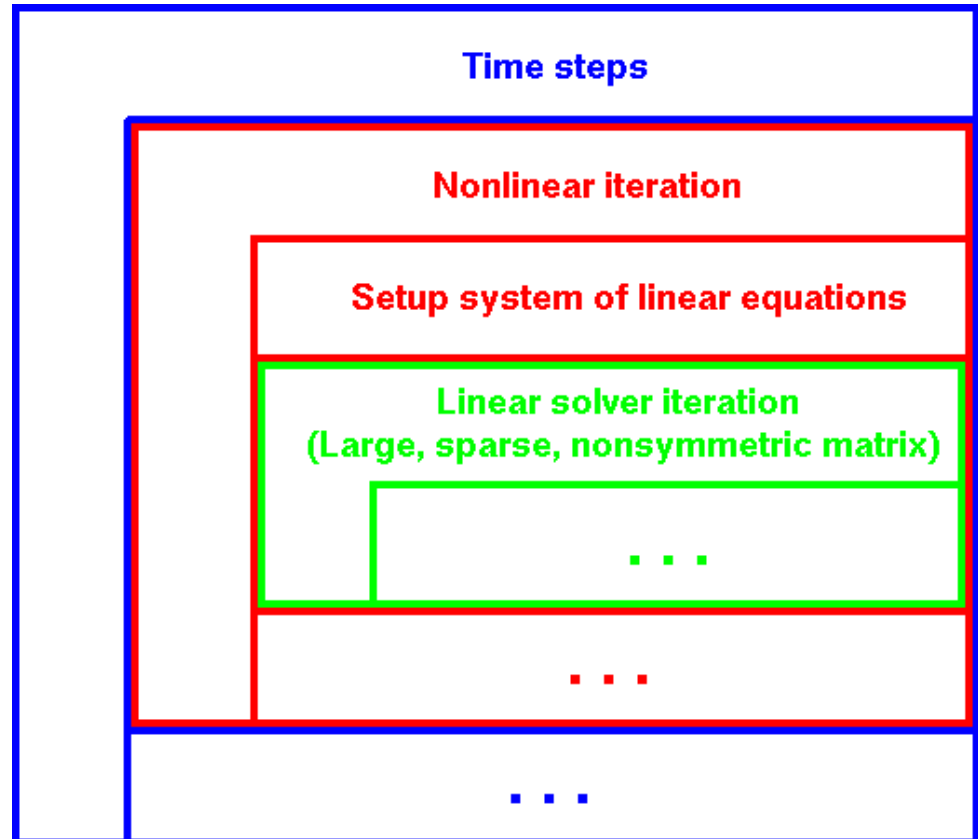 Time steps
Nonlinear iteration
Setup system of linear equations
Linear solver iteration
(Large, sparse, nonsymmetric matrix)
. . .
. . .
. . .